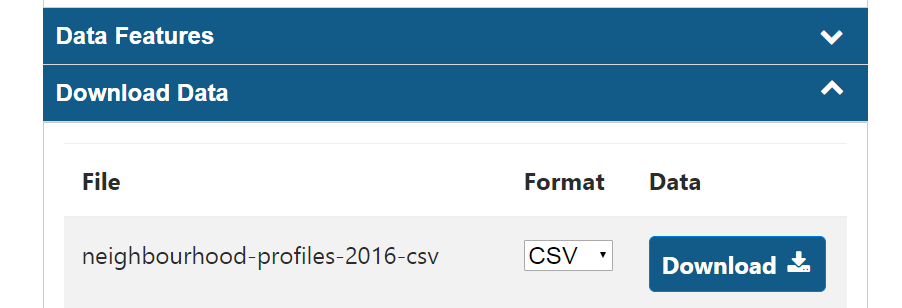 Data Features
Download Data
File Format Data
neighbourhood-profiles-2016-csv CSV Download